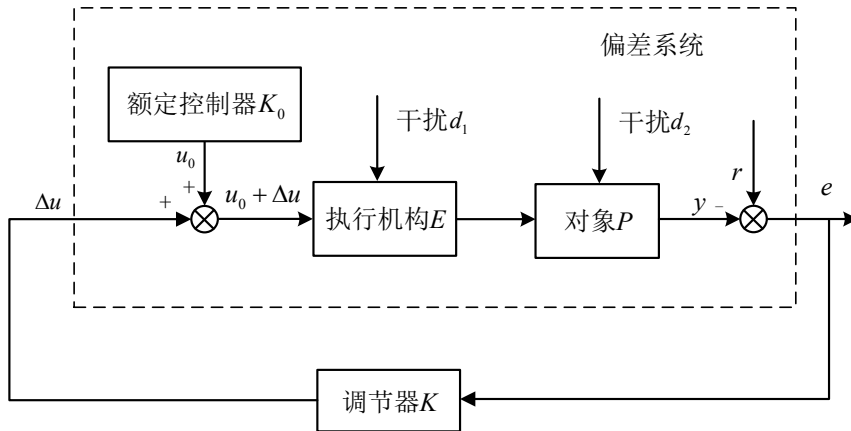 偏差系统
额定控制器K₀
干扰d₁
干扰d₂
u₀
+
r
e
Δu
+
u₀ + Δu
执行机构E
对象P
y
−
调节器K